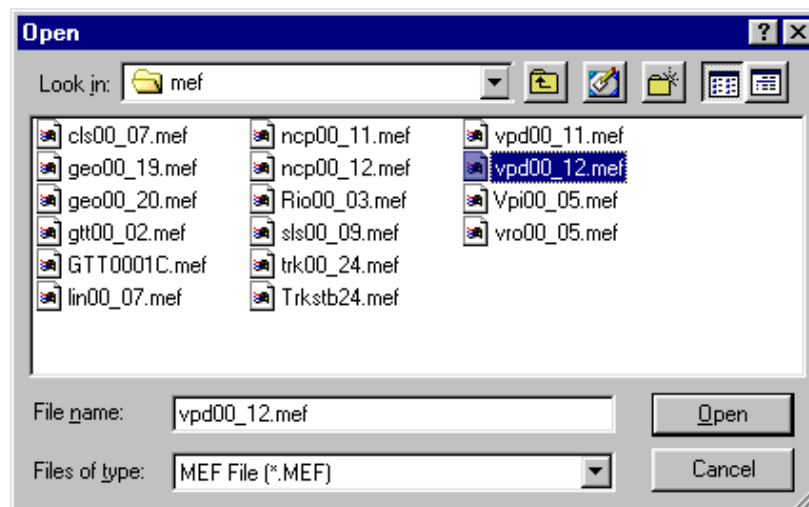 Open
Look in: mef
cls00_07.mef ncp00_11.mef vpd00_11.mef
geo00_19.mef ncp00_12.mef vpd00_12.mef
geo00_20.mef Rio00_03.mef Vpi00_05.mef
gtt00_02.mef sls00_09.mef vro00_05.mef
GTT0001C.mef trk00_24.mef
lin00_07.mef Trkstb24.mef
File name: vpd00_12.mef Open
Files of type: MEF File (*.MEF) Cancel